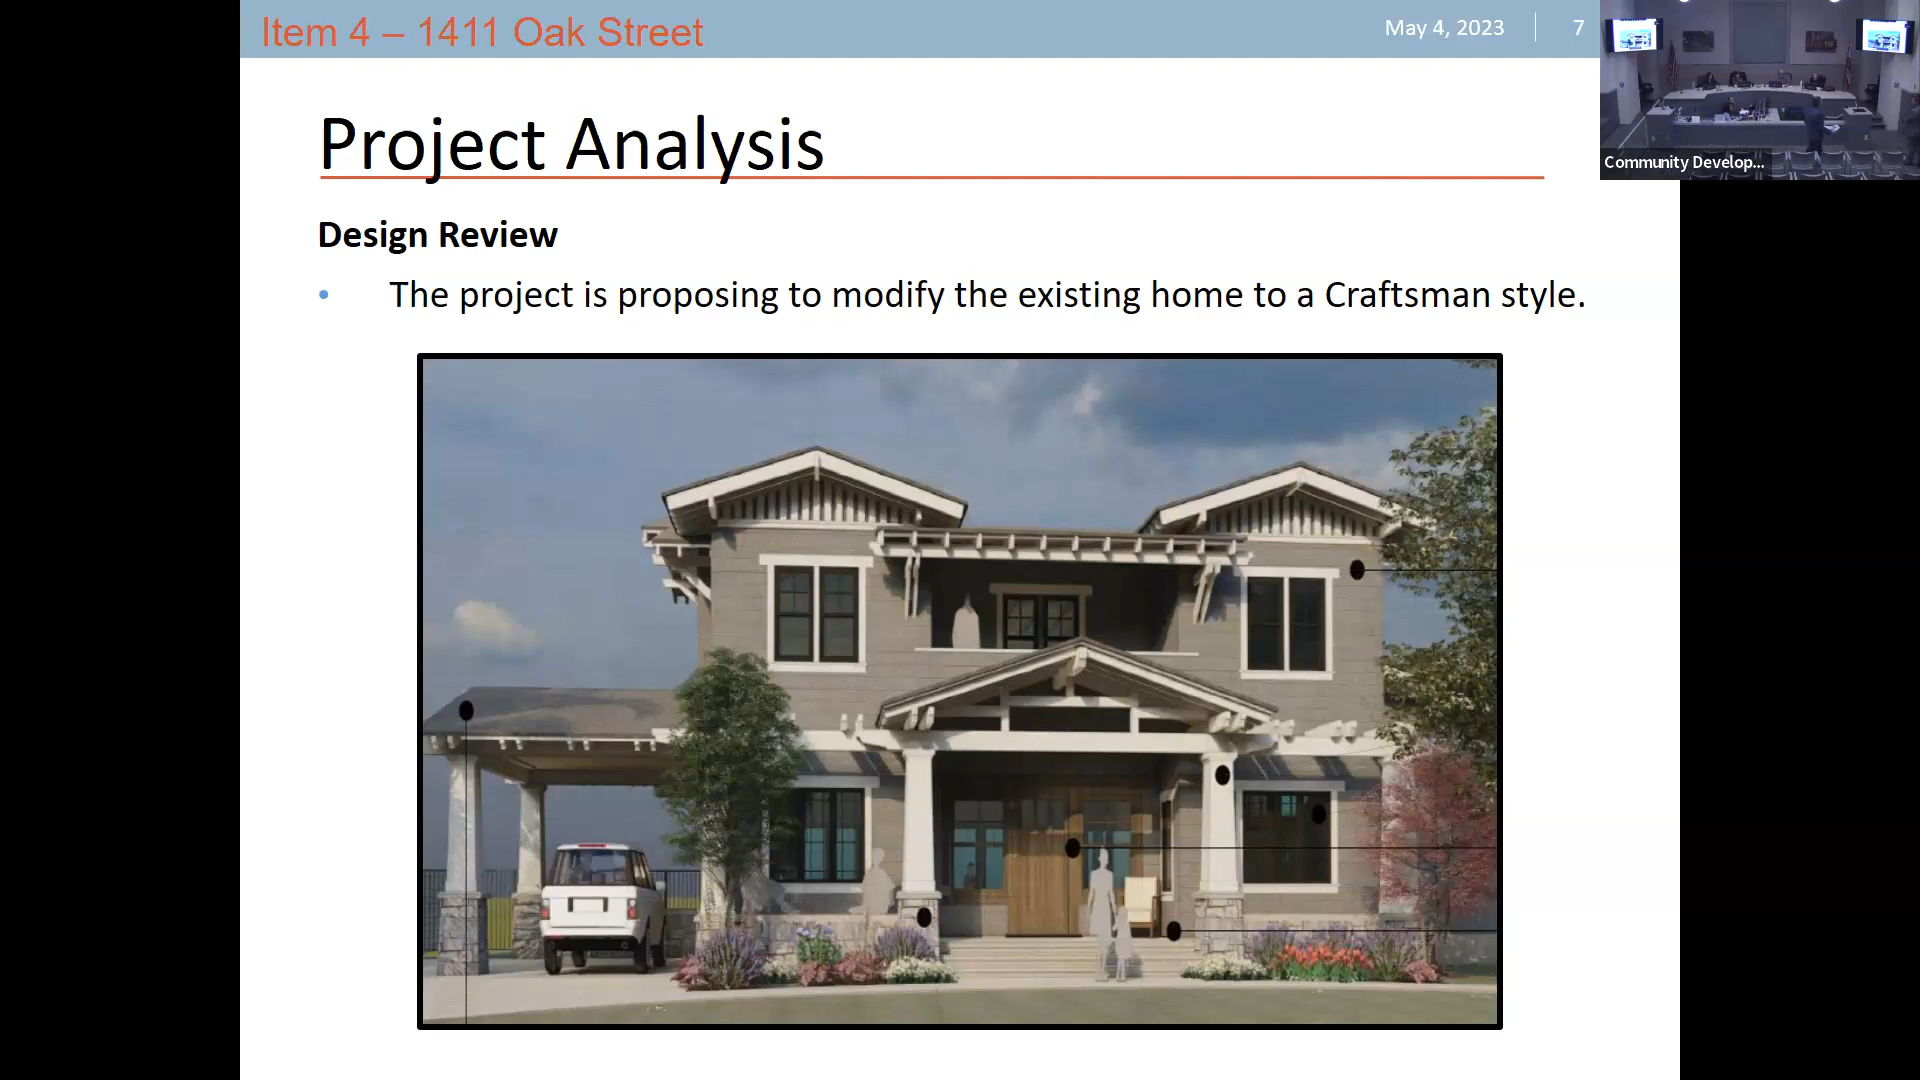 Item 4 – 1411 Oak Street
May 4, 2023
7
Community Develop...
Project Analysis
Design Review
• The project is proposing to modify the existing home to a Craftsman style.